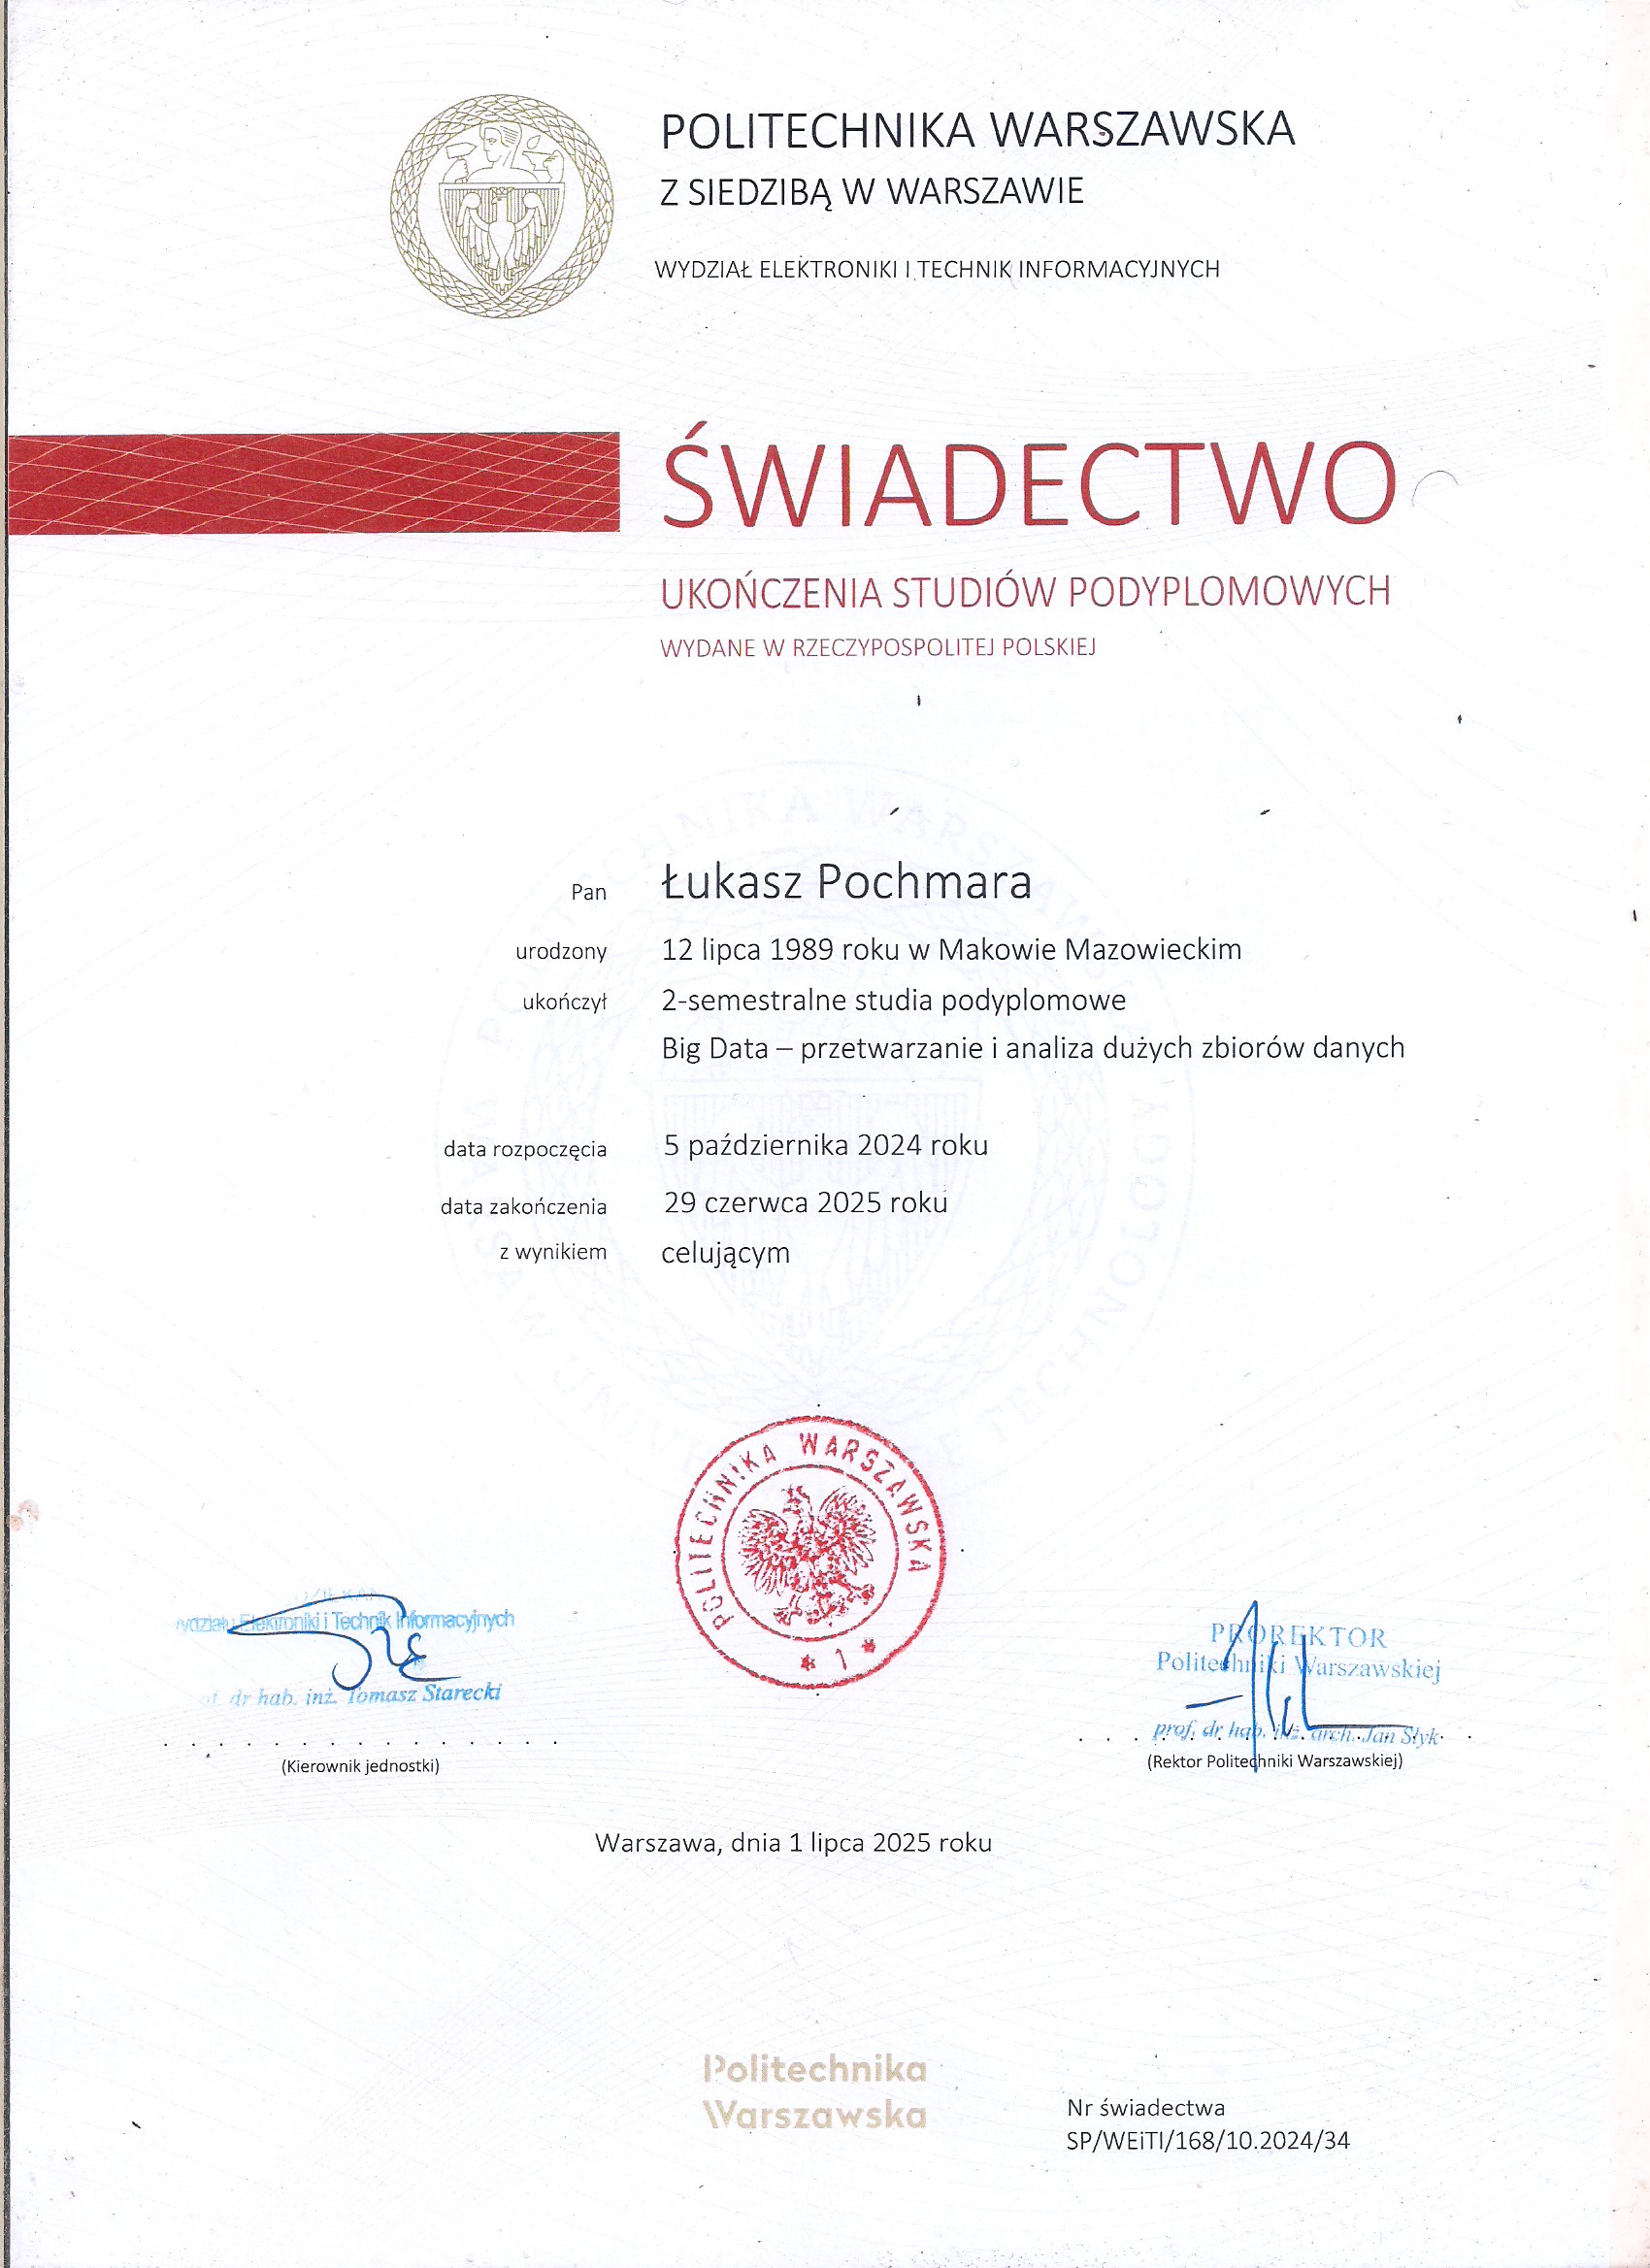 POLITECHNIKA WARSZAWSKA
Z SIEDZIBĄ W WARSZAWIE
WYDZIAŁ ELEKTRONIKI I TECHNIK INFORMACYJNYCH
ŚWIADECTWO
UKOŃCZENIA STUDIÓW PODYPLOMOWYCH
WYDANE W RZECZYPOSPOLITEJ POLSKIEJ
Pan Łukasz Pochmara
urodzony 12 lipca 1989 roku w Makowie Mazowieckim
ukończył 2-semestralne studia podyplomowe
Big Data – przetwarzanie i analiza dużych zbiorów danych
data rozpoczęcia 5 października 2024 roku
data zakończenia 29 czerwca 2025 roku
z wynikiem celującym
POLITECHNIKA WARSZAWSKA
* 1 *
Elektroniki i Technik Informacyjnych
dr hab. inż. Tomasz Starecki
(Kierownik jednostki)
PROREKTOR
Politechniki Warszawskiej
prof. dr hab. inż. arch. Jan Słyk
(Rektor Politechniki Warszawskiej)
Warszawa, dnia 1 lipca 2025 roku
Politechnika
Warszawska
Nr świadectwa
SP/WEiTI/168/10.2024/34